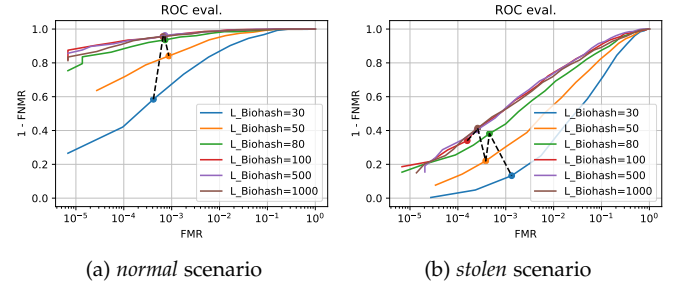 ROC eval.
1 - FNMR
1.0
0.8
0.6
0.4
0.2
0.0
L_Biohash=30
L_Biohash=50
L_Biohash=80
L_Biohash=100
L_Biohash=500
L_Biohash=1000
10⁻⁵ 10⁻⁴ 10⁻³ 10⁻² 10⁻¹ 10⁰
FMR
(a) normal scenario
ROC eval.
1 - FNMR
1.0
0.8
0.6
0.4
0.2
0.0
L_Biohash=30
L_Biohash=50
L_Biohash=80
L_Biohash=100
L_Biohash=500
L_Biohash=1000
10⁻⁵ 10⁻⁴ 10⁻³ 10⁻² 10⁻¹ 10⁰
FMR
(b) stolen scenario